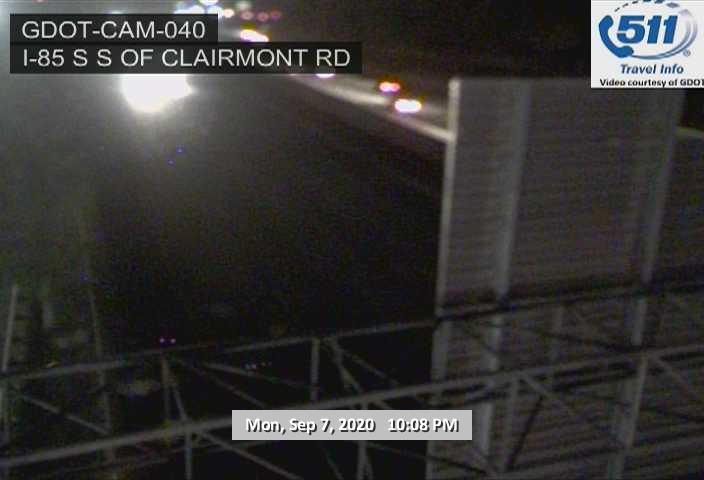 GDOT-CAM-040
I-85 S S OF CLAIRMONT RD
511
Travel Info
Video courtesy of GDOT
Mon, Sep 7, 2020 10:08 PM